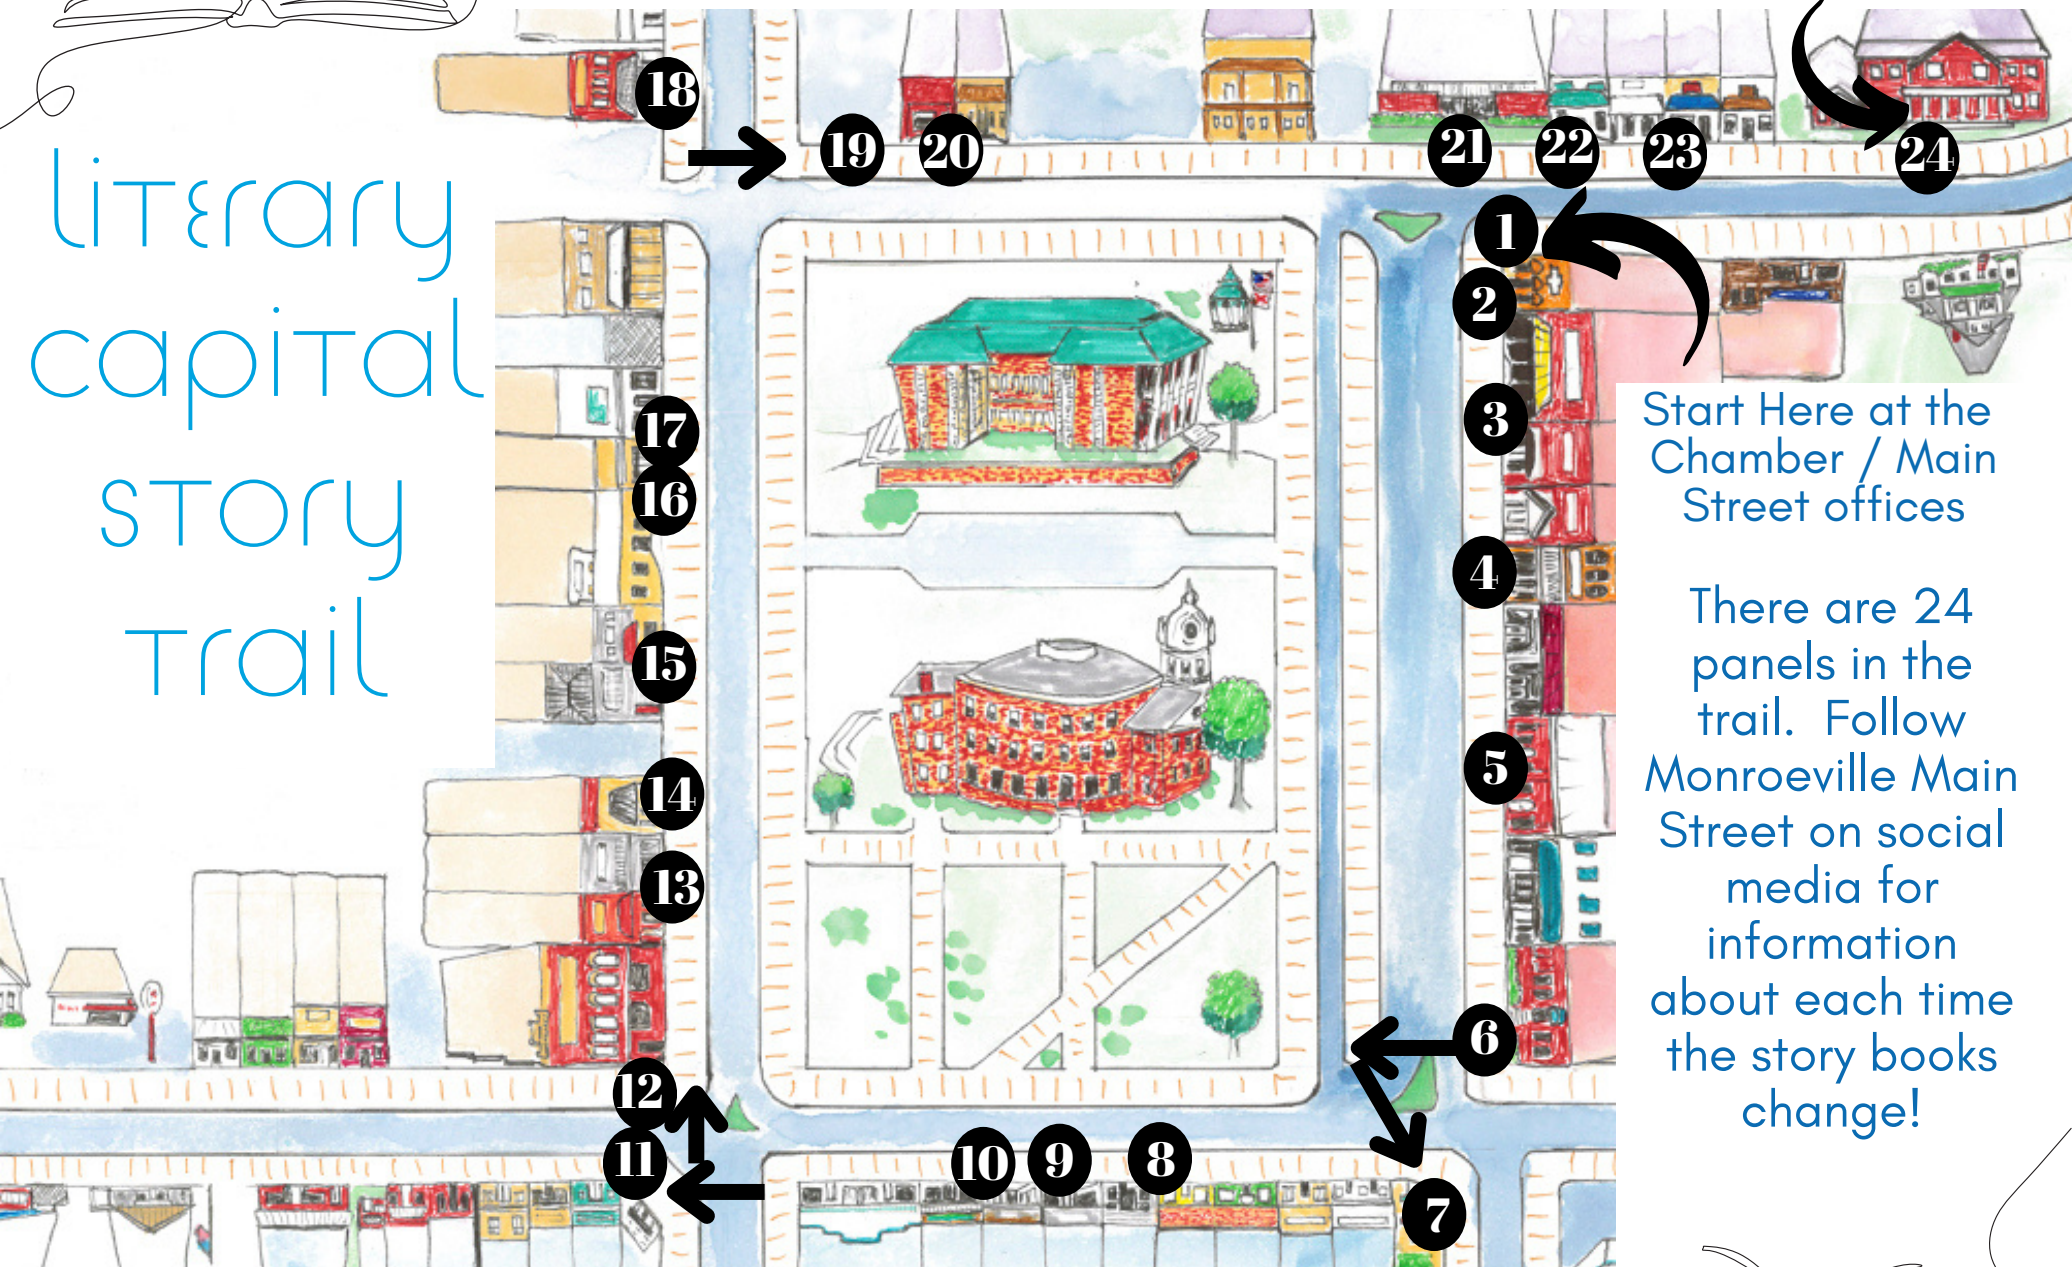 literary
capital
story
trail
18
19
20
21
22
23
24
1
2
3
4
5
6
7
8
9
10
11
12
13
14
15
16
17
Start Here at the
Chamber / Main
Street offices
There are 24
panels in the
trail. Follow
Monroeville Main
Street on social
media for
information
about each time
the story books
change!